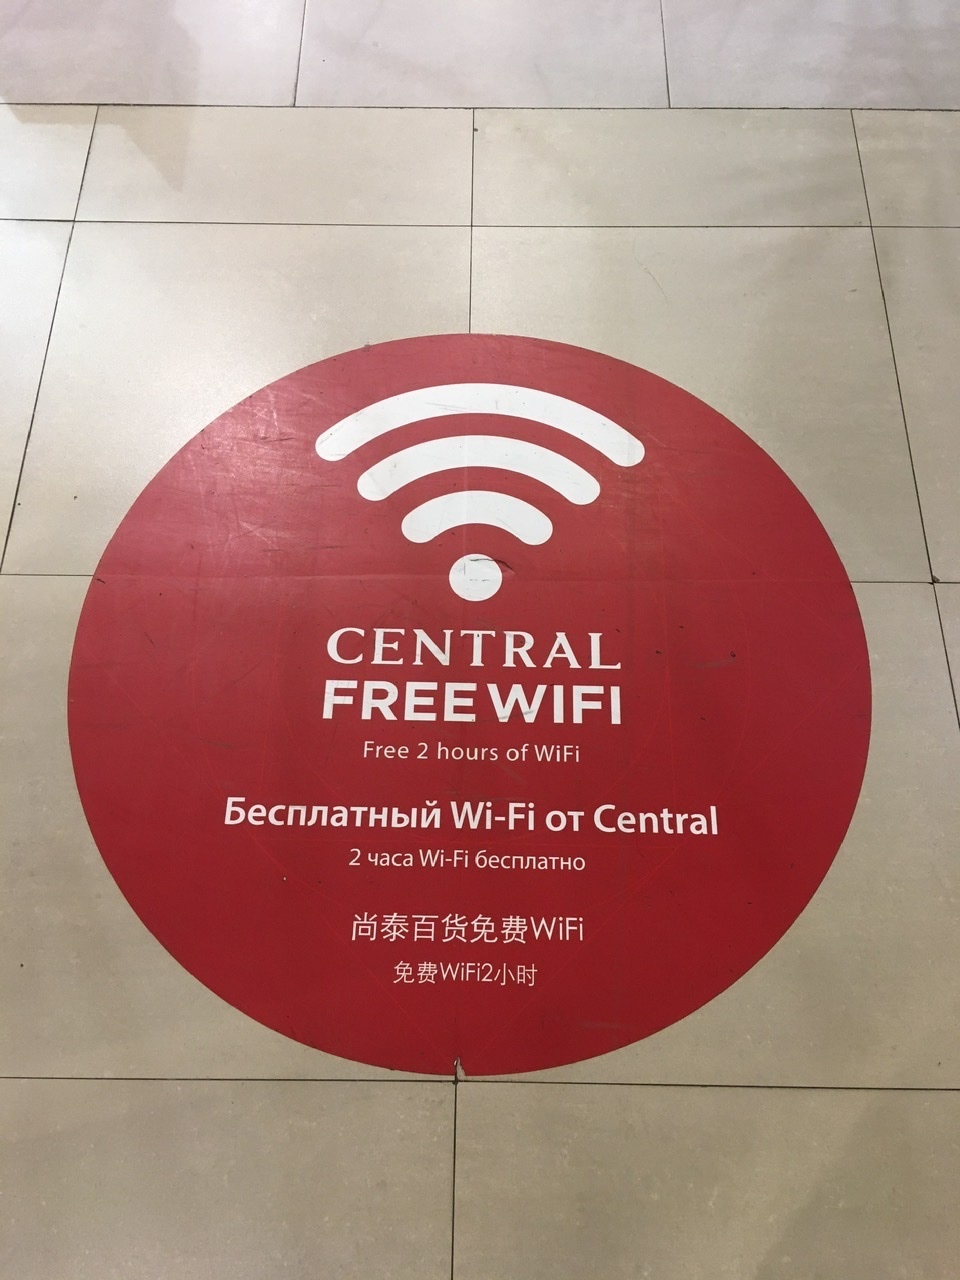 CENTRAL
FREE WIFI
Free 2 hours of WiFi
Бесплатный Wi-Fi от Central
2 часа Wi-Fi бесплатно
尚泰百货免费WiFi
免费WiFi2小时